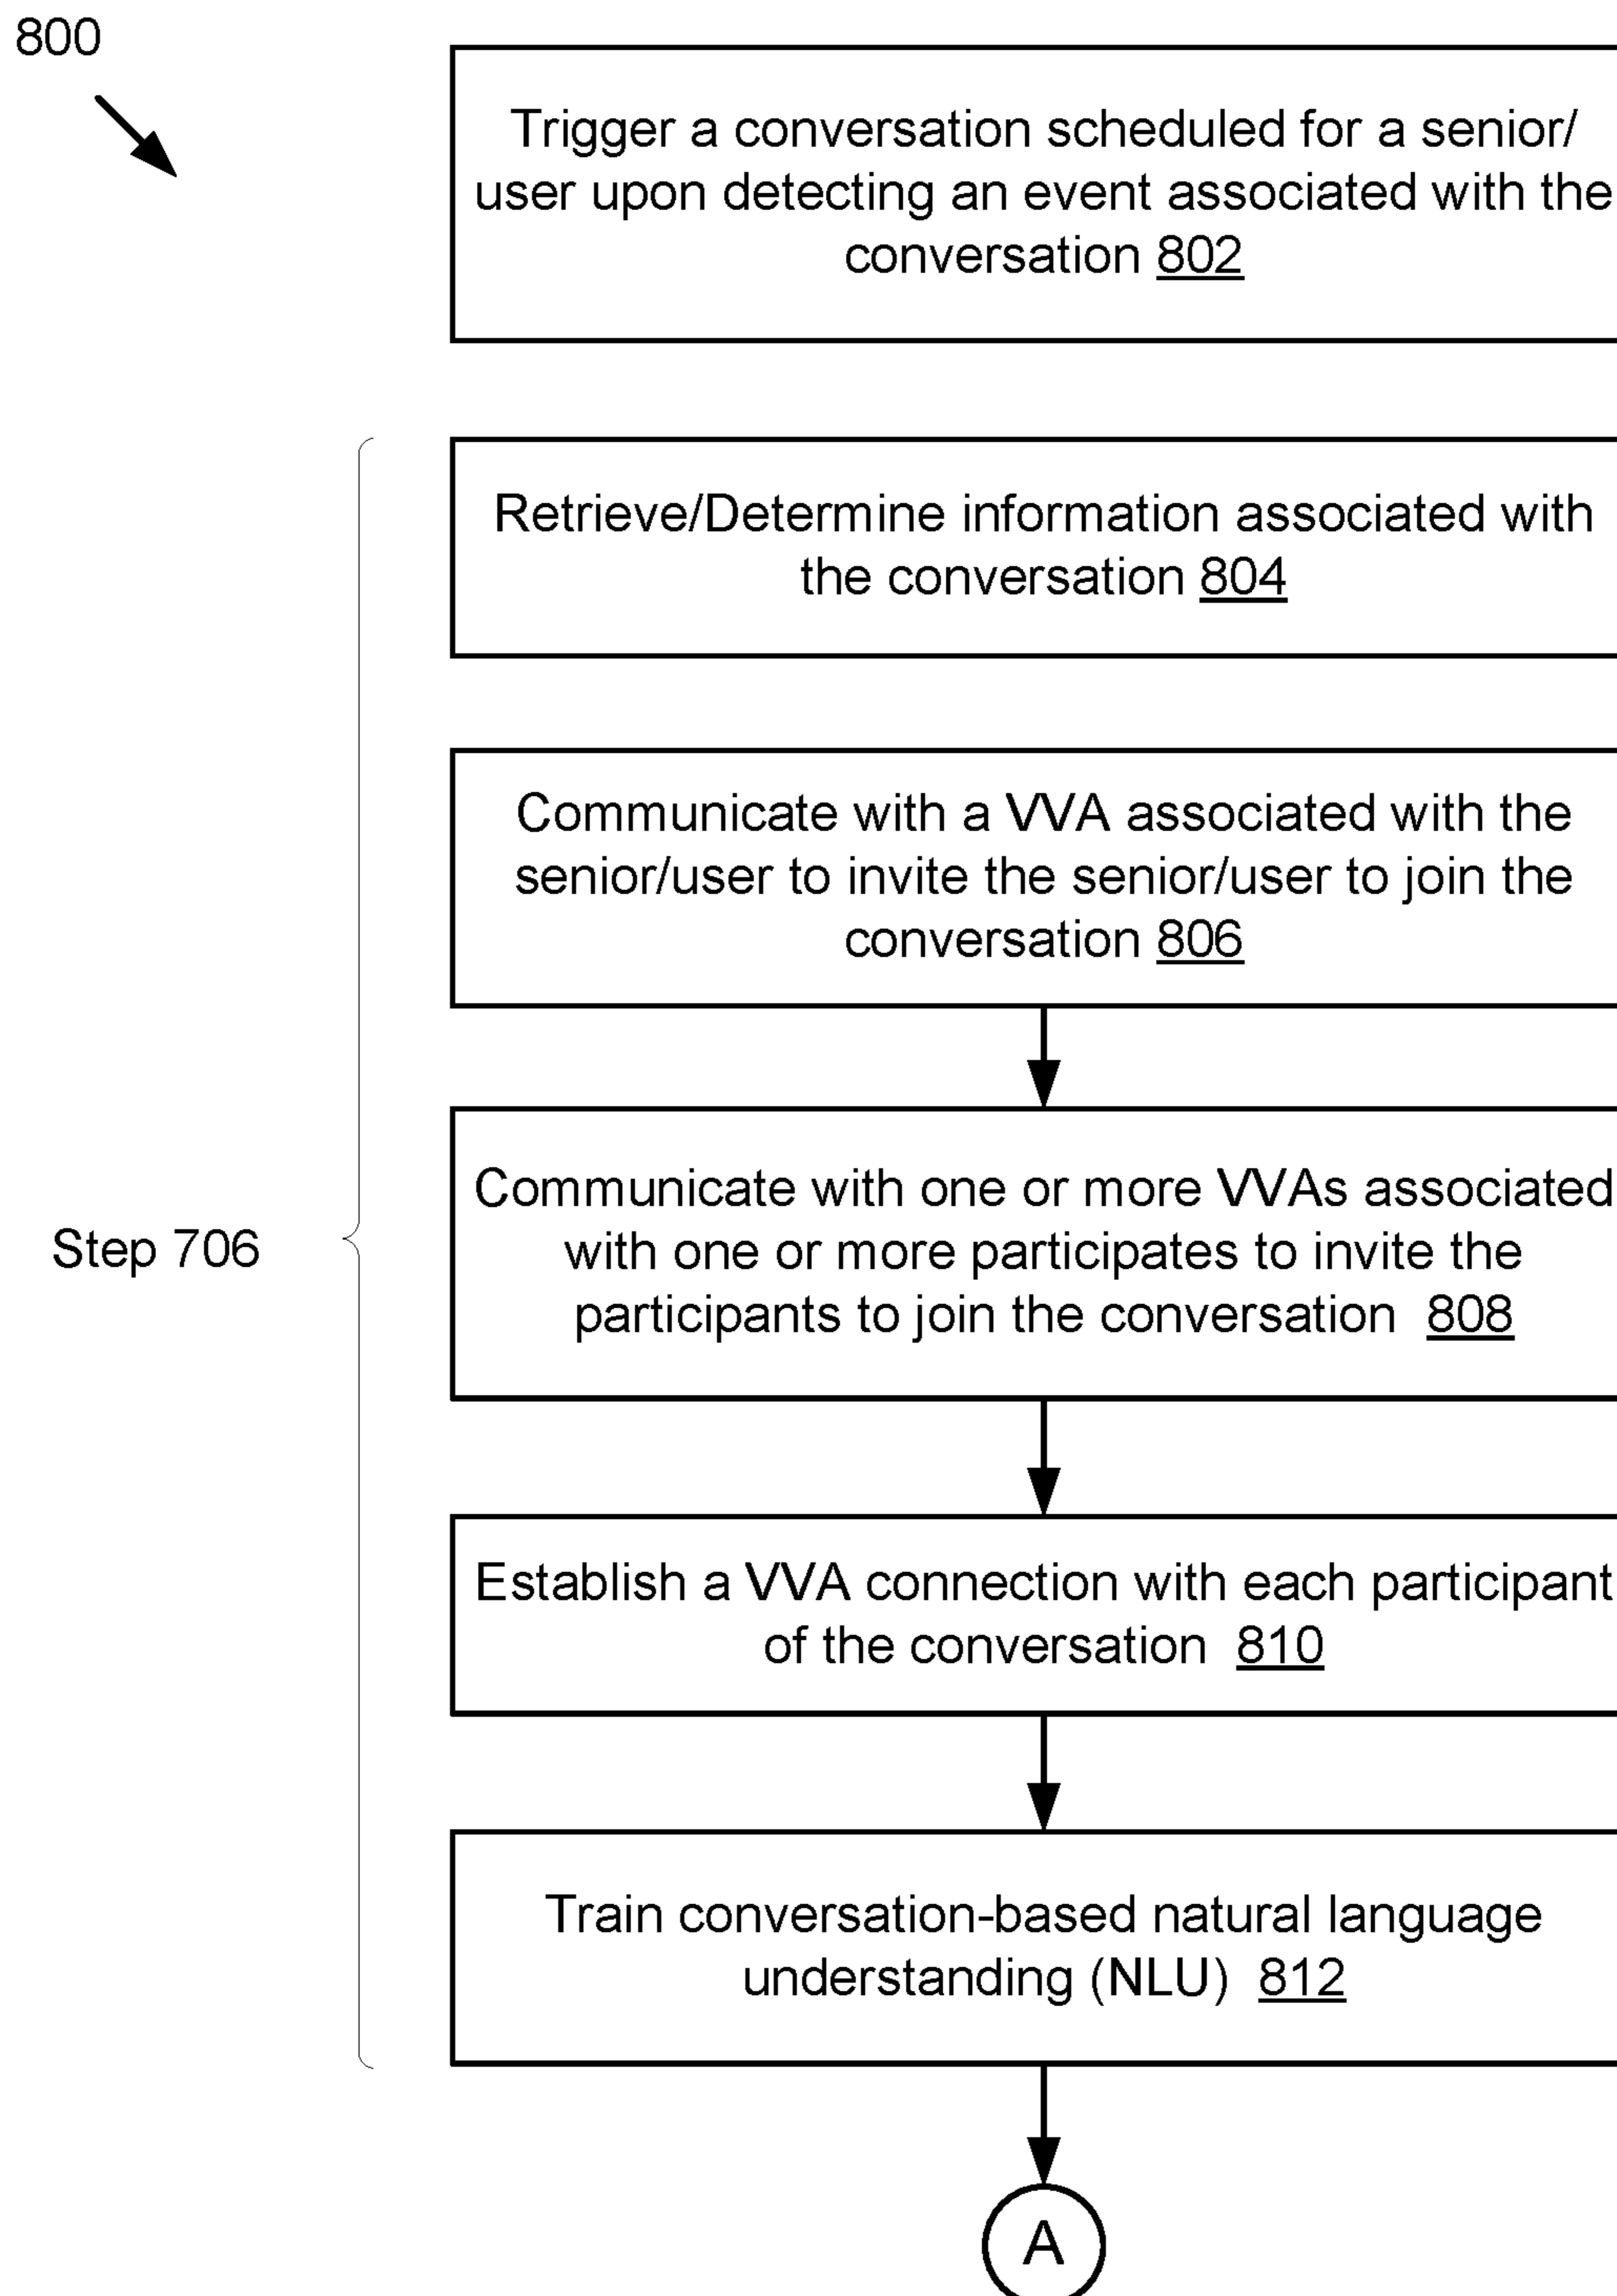 800
Trigger a conversation scheduled for a senior/
user upon detecting an event associated with the
conversation 802
Retrieve/Determine information associated with
the conversation 804
Communicate with a VVA associated with the
senior/user to invite the senior/user to join the
conversation 806
Communicate with one or more VVAs associated
with one or more participates to invite the
participants to join the conversation 808
Step 706
Establish a VVA connection with each participant
of the conversation 810
Train conversation-based natural language
understanding (NLU) 812
A